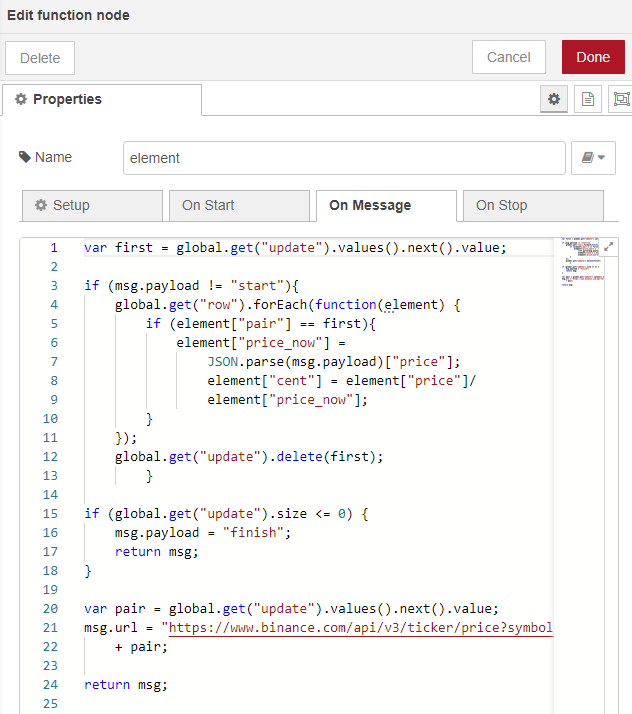 Edit function node
Delete
Cancel
Done
Properties
Name
element
Setup
On Start
On Message
On Stop
1 var first = global.get("update").values().next().value;
2
3 if (msg.payload != "start"){
4 global.get("row").forEach(function(element) {
5 if (element["pair"] == first){
6 element["price_now"] =
7 JSON.parse(msg.payload)["price"];
8 element["cent"] = element["price"]/
9 element["price_now"];
10 }
11 });
12 global.get("update").delete(first);
13 }
14
15 if (global.get("update").size <= 0) {
16 msg.payload = "finish";
17 return msg;
18 }
19
20 var pair = global.get("update").values().next().value;
21 msg.url = "https://www.binance.com/api/v3/ticker/price?symbol
22 + pair;
23
24 return msg;
25